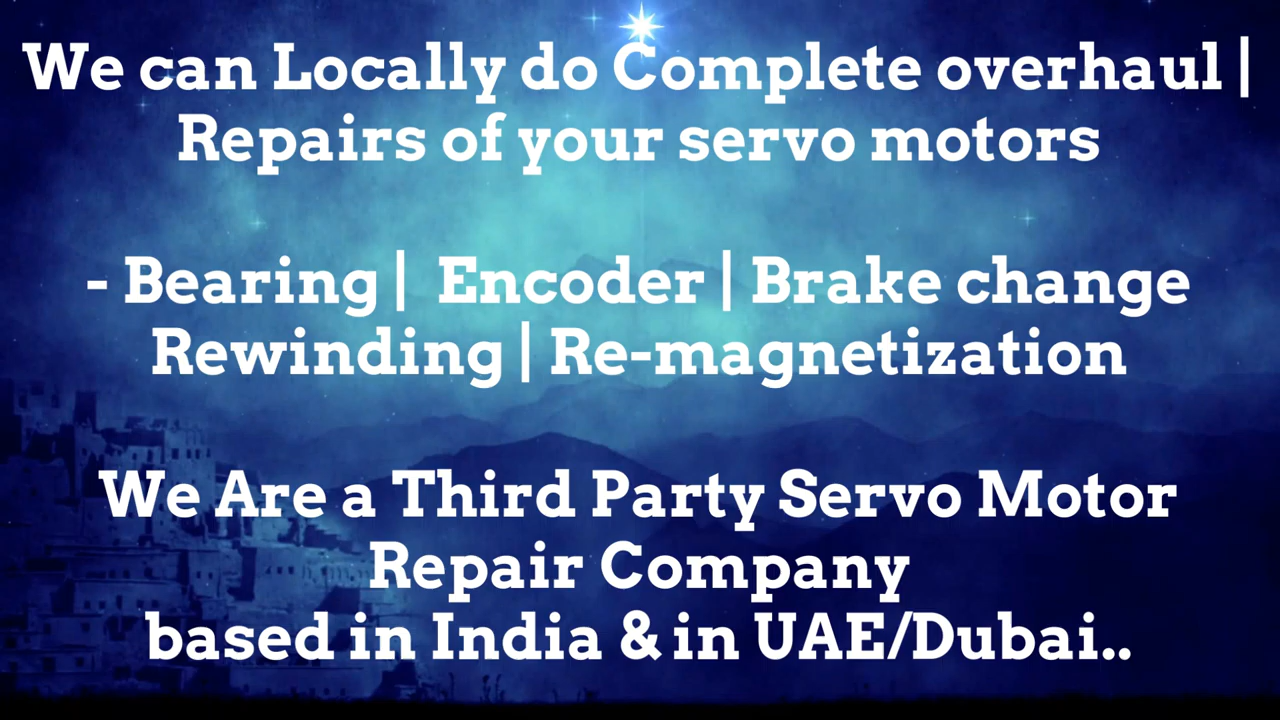 We can Locally do Complete overhaul |
Repairs of your servo motors
- Bearing | Encoder | Brake change
Rewinding | Re-magnetization
We Are a Third Party Servo Motor
Repair Company
based in India & in UAE/Dubai..